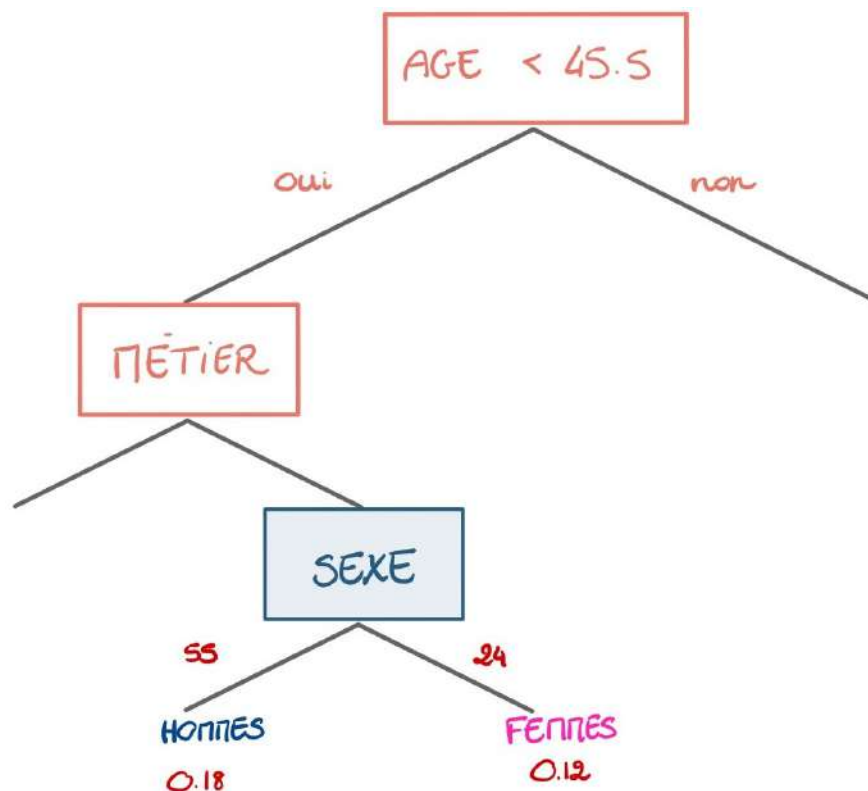 AGE < 45.5
oui
non
MÉTIER
SEXE
55
24
HOMMES
FEMMES
0.18
0.12